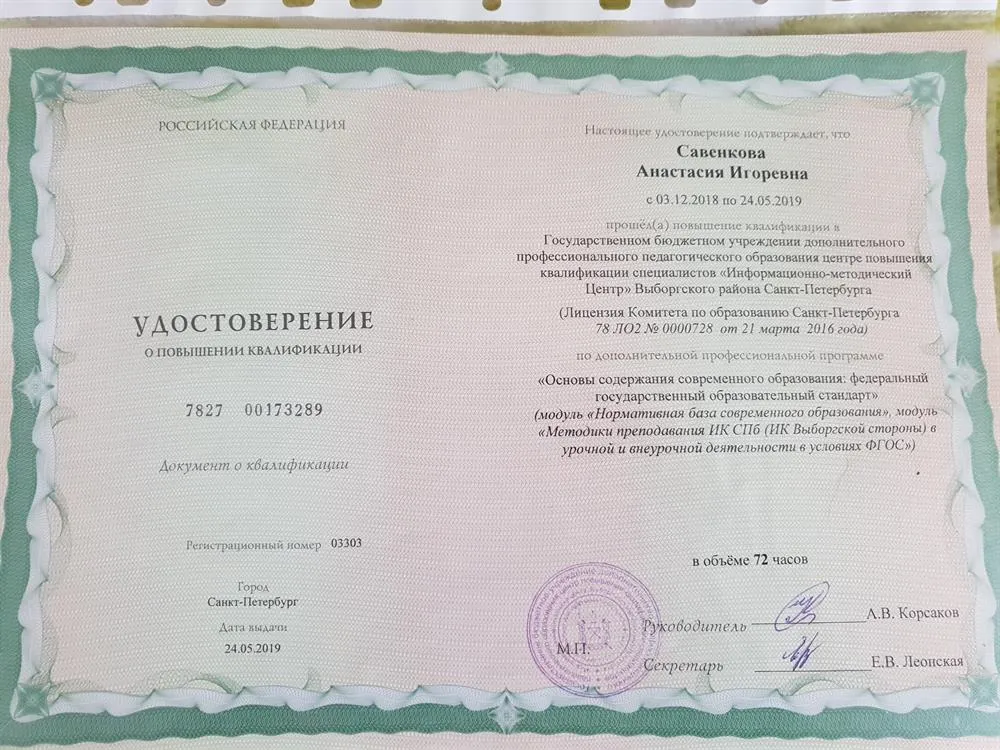 РОССИЙСКАЯ ФЕДЕРАЦИЯ
УДОСТОВЕРЕНИЕ
О ПОВЫШЕНИИ КВАЛИФИКАЦИИ
7827 00173289
Документ о квалификации
Регистрационный номер 03303
Город
Санкт-Петербург
Дата выдачи
24.05.2019
Настоящее удостоверение подтверждает, что
Савенкова
Анастасия Игоревна
с 03.12.2018 по 24.05.2019
прошёл(а) повышение квалификации в
Государственном бюджетном учреждении дополнительного
профессионального педагогического образования центре повышения
квалификации специалистов «Информационно-методический
Центр» Выборгского района Санкт-Петербурга
(Лицензия Комитета по образованию Санкт-Петербурга
78 ЛО2 № 0000728 от 21 марта 2016 года)
по дополнительной профессиональной программе
«Основы содержания современного образования: федеральный
государственный образовательный стандарт»
(модуль «Нормативная база современного образования», модуль
«Методики преподавания ИК СПб (ИК Выборгской стороны) в
урочной и внеурочной деятельности в условиях ФГОС»)
в объёме 72 часов
Руководитель А.В. Корсаков
М.П.
Секретарь Е.В. Леонская